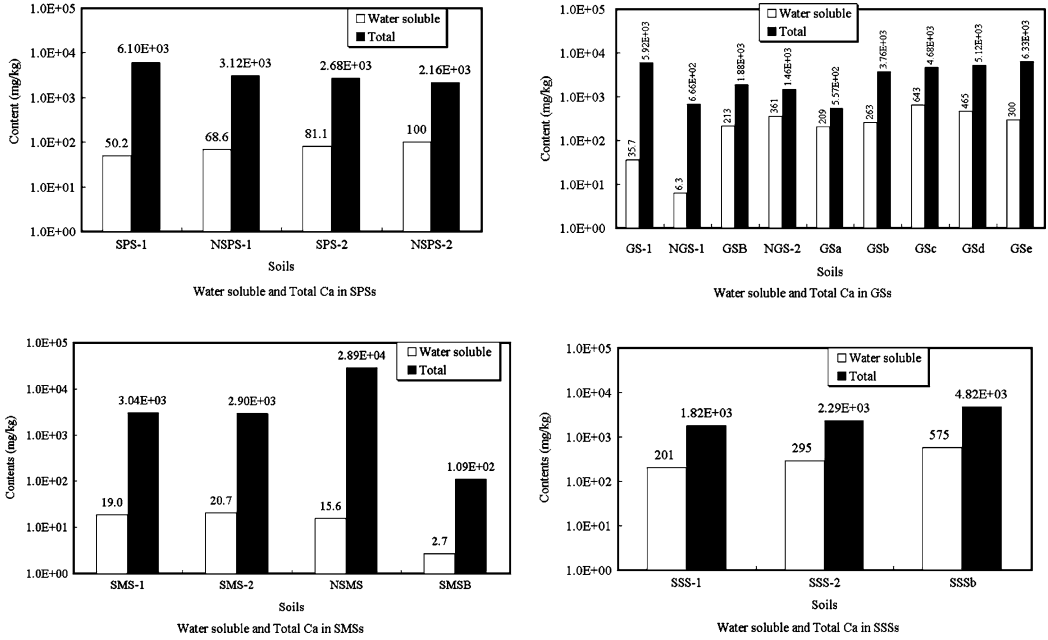 Water soluble
Total
1.0E+05
1.0E+04
1.0E+03
1.0E+02
1.0E+01
1.0E+00
Content (mg/kg)
6.10E+03
3.12E+03
2.68E+03
2.16E+03
50.2
68.6
81.1
100
SPS-1 NSPS-1 SPS-2 NSPS-2
Soils
Water soluble and Total Ca in SPSs
Water soluble
Total
1.0E+05
1.0E+04
1.0E+03
1.0E+02
1.0E+01
1.0E+00
Content (mg/kg)
35.7
5.92E+03
6.3
6.66E+02
213
1.88E+03
361
1.46E+03
209
5.57E+02
263
3.76E+03
643
4.68E+03
465
5.12E+03
300
6.33E+03
GS-1 NGS-1 GSB NGS-2 GSa GSb GSc GSd GSe
Soils
Water soluble and Total Ca in GSs
Water soluble
Total
1.0E+05
1.0E+04
1.0E+03
1.0E+02
1.0E+01
1.0E+00
Contents (mg/kg)
3.04E+03
2.90E+03
2.89E+04
1.09E+02
19.0
20.7
15.6
2.7
SMS-1 SMS-2 NSMS SMSB
Soils
Water soluble and Total Ca in SMSs
Water soluble
Total
1.0E+05
1.0E+04
1.0E+03
1.0E+02
1.0E+01
1.0E+00
Contents (mg/kg)
1.82E+03
2.29E+03
4.82E+03
201
295
575
SSS-1 SSS-2 SSSb
Soils
Water soluble and Total Ca in SSSs